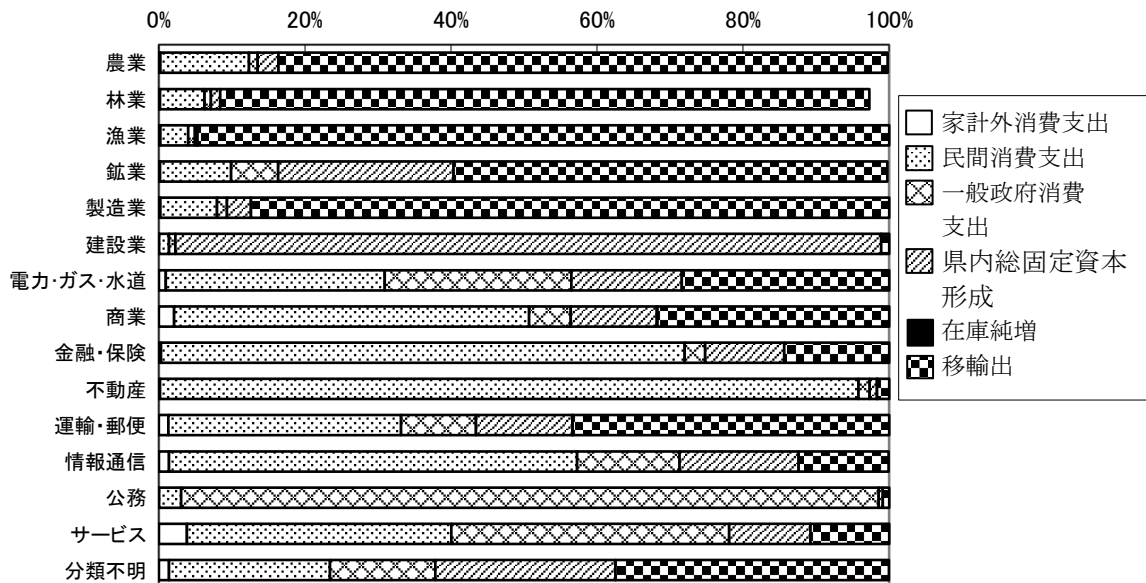 0% 20% 40% 60% 80% 100%
農業
林業
漁業
鉱業
製造業
建設業
電力・ガス・水道
商業
金融・保険
不動産
運輸・郵便
情報通信
公務
サービス
分類不明
家計外消費支出
民間消費支出
一般政府消費
支出
県内総固定資本
形成
在庫純増
移輸出